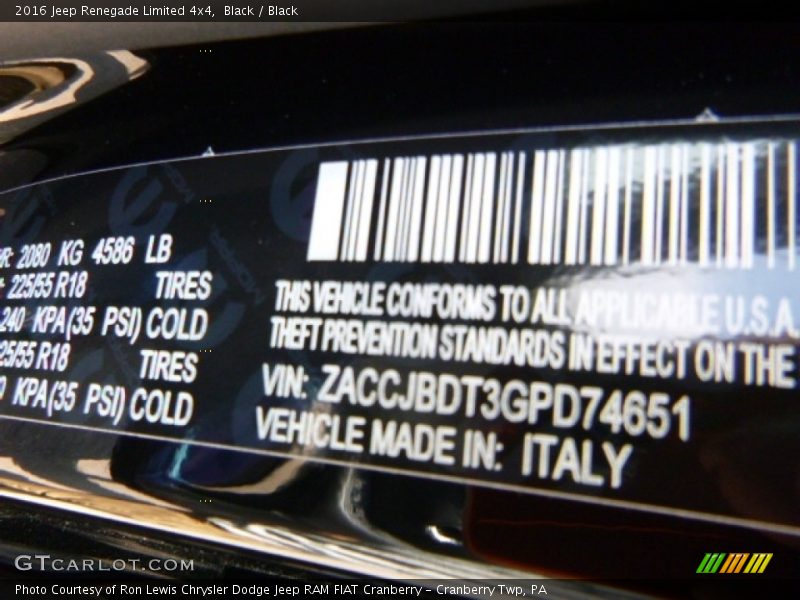 2016 Jeep Renegade Limited 4x4, Black / Black
2080 KG 4586 LB
225/55 R18 TIRES
240 KPA(35 PSI) COLD
225/55 R18 TIRES
KPA(35 PSI) COLD
THIS VEHICLE CONFORMS TO ALL APPLICABLE U.S.A.
THEFT PREVENTION STANDARDS IN EFFECT ON THE
VIN: ZACCJBDT3GPD74651
VEHICLE MADE IN: ITALY
GTCARLOT.COM
Photo Courtesy of Ron Lewis Chrysler Dodge Jeep RAM FIAT Cranberry - Cranberry Twp, PA